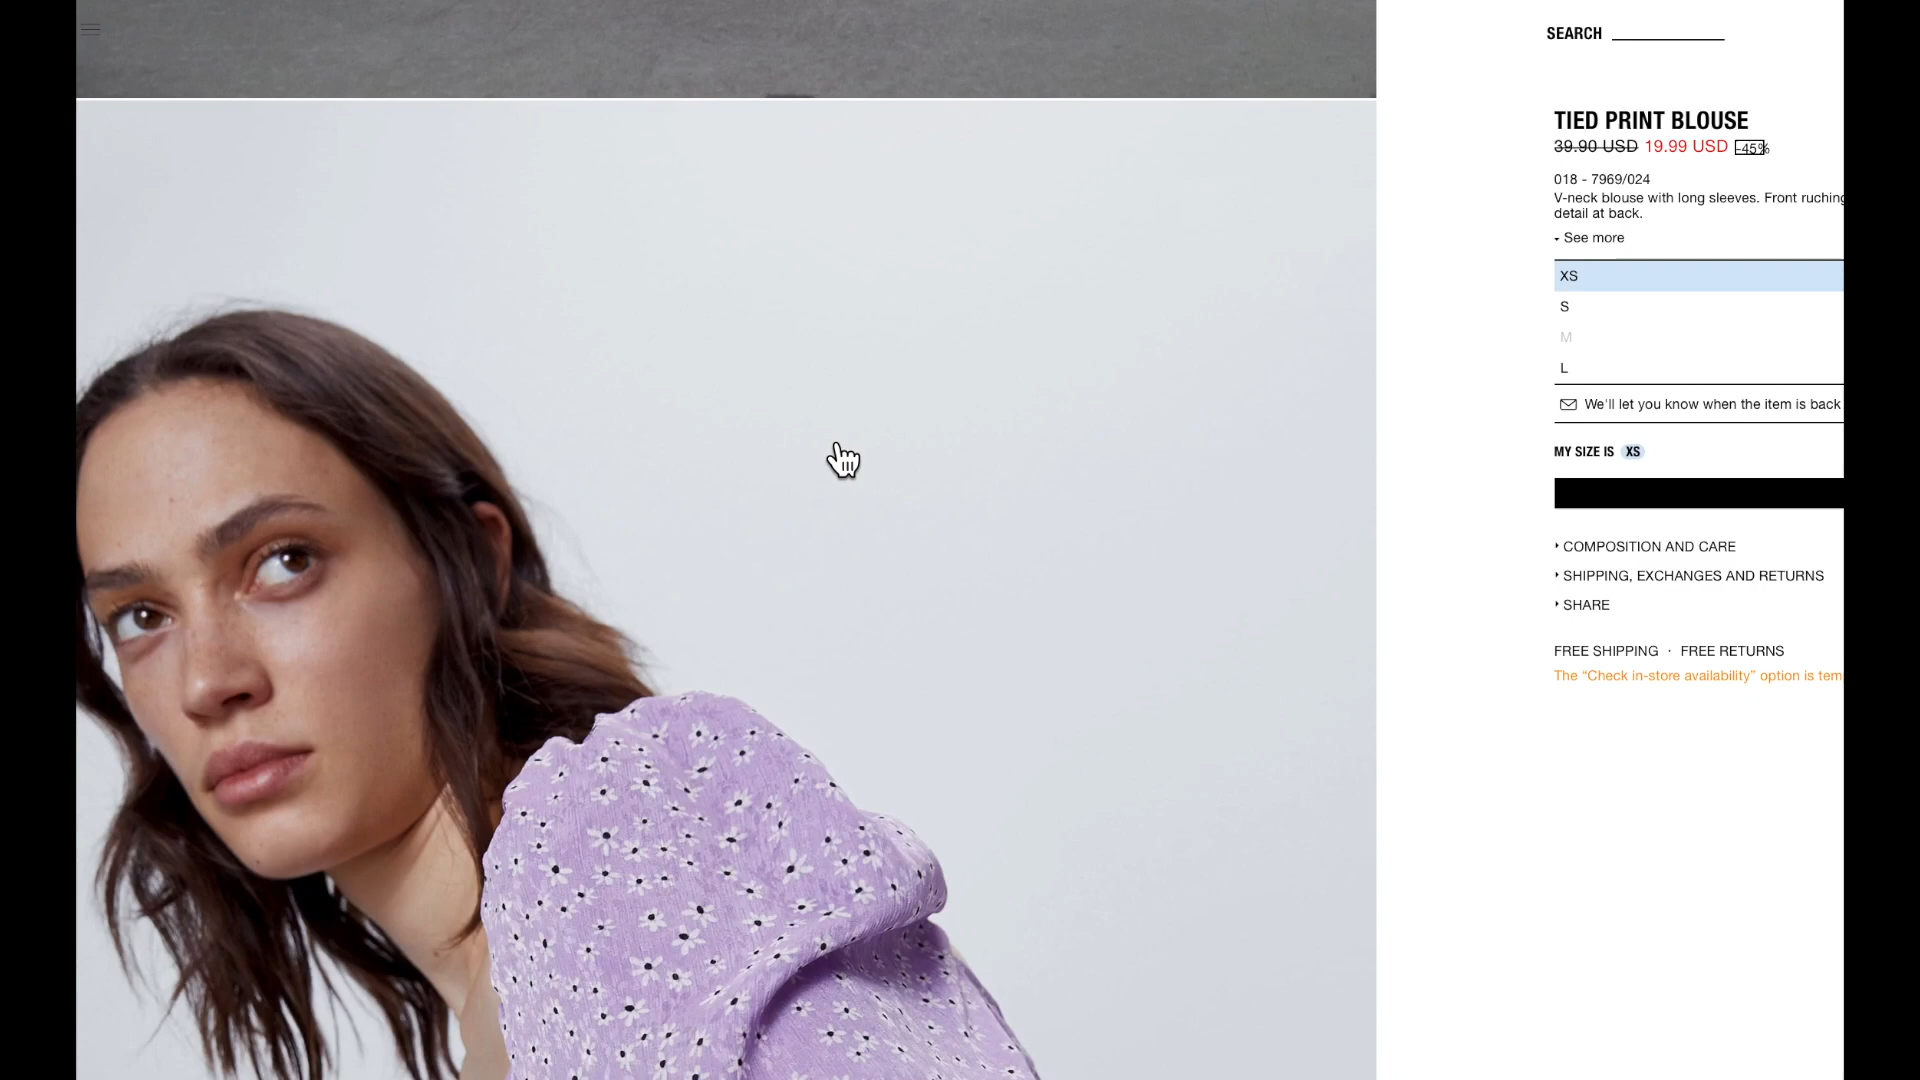 SEARCH
TIED PRINT BLOUSE
39.90 USD 19.99 USD -45%
018 - 7969/024
V-neck blouse with long sleeves. Front ruching
detail at back.
See more
XS
S
M
L
We'll let you know when the item is back
MY SIZE IS XS
COMPOSITION AND CARE
SHIPPING, EXCHANGES AND RETURNS
SHARE
FREE SHIPPING · FREE RETURNS
The “Check in-store availability” option is tem